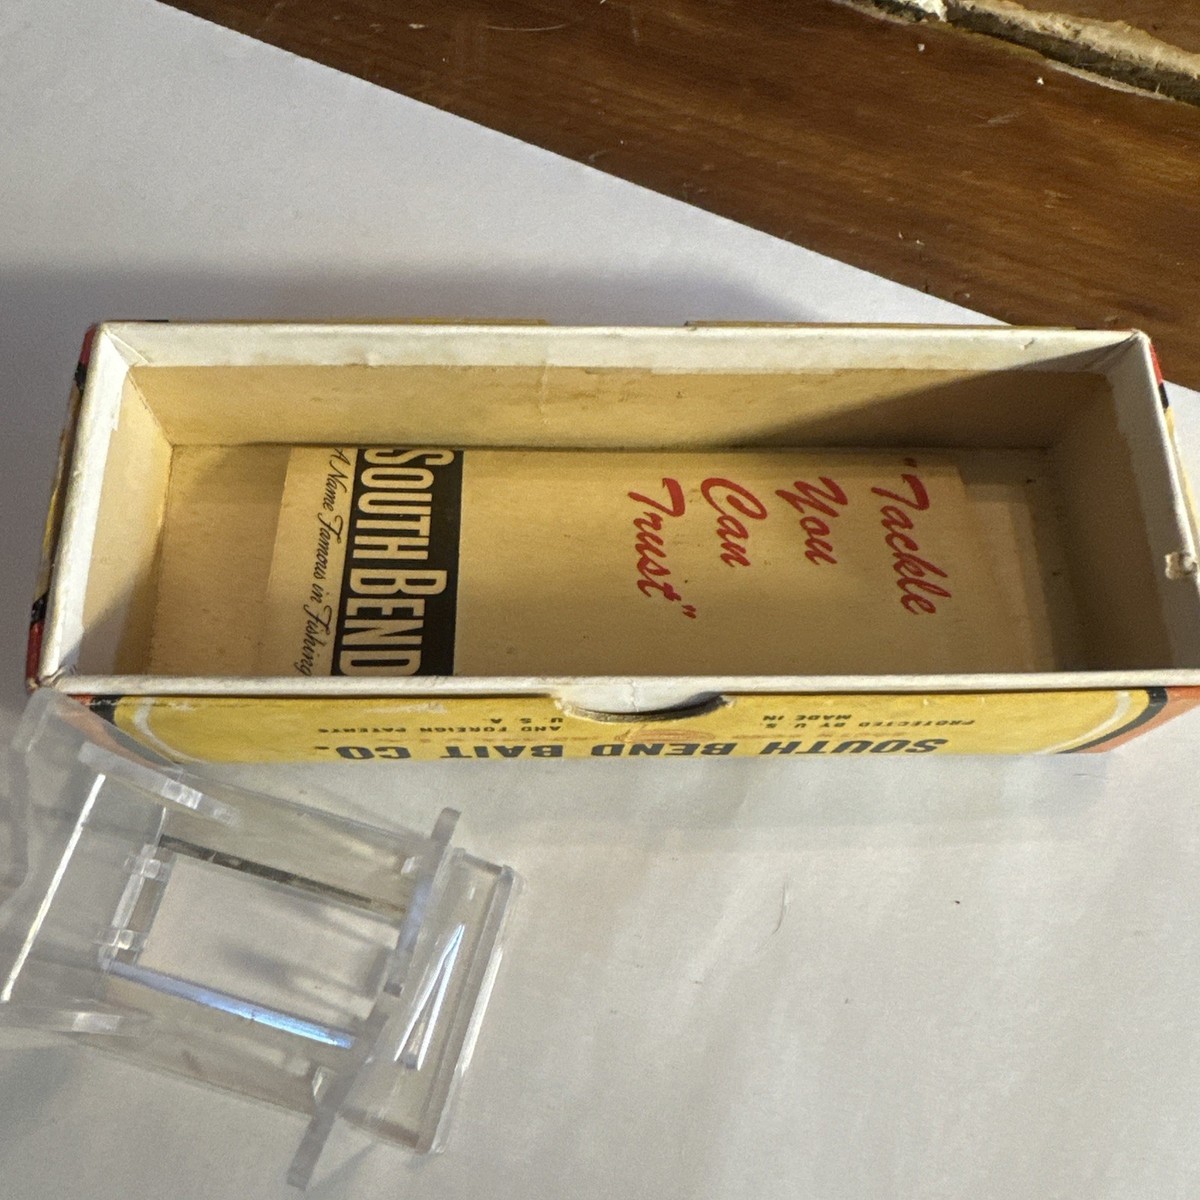 "Tackle
You
Can
Trust"
SOUTH BEND
A Name Famous in Fishing
SOUTH BEND BAIT CO.
PROTECTED BY U.S. AND FOREIGN PATENTS
MADE IN U. S. A.